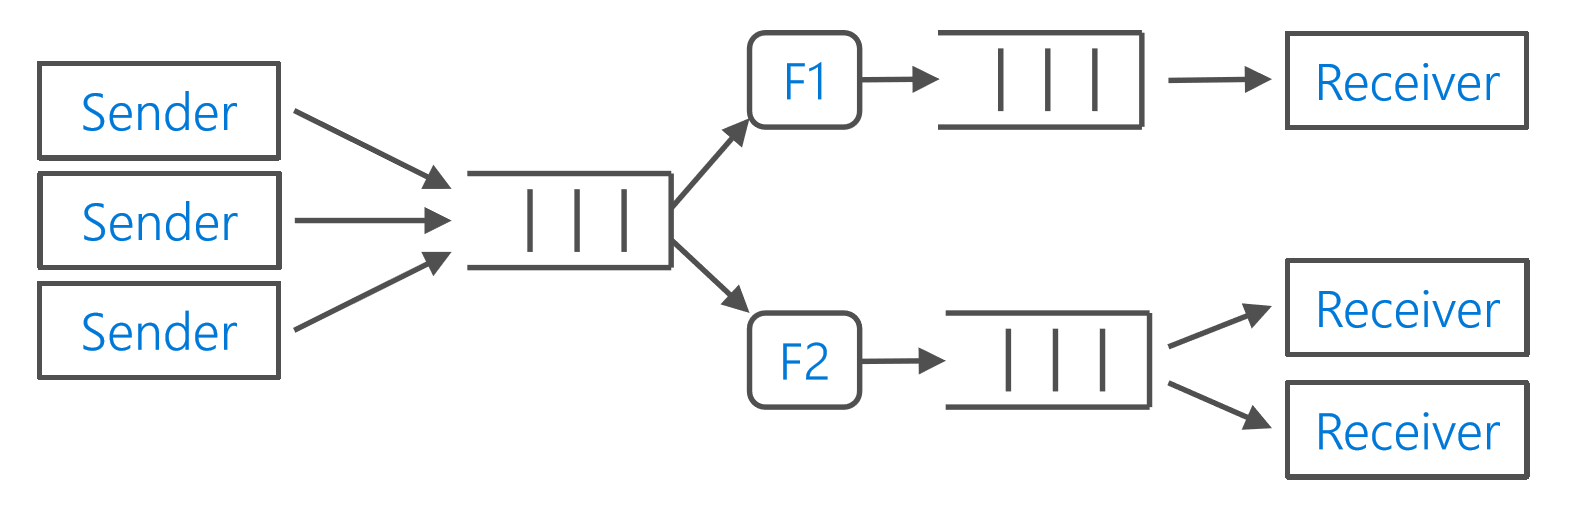 Sender
Sender
Sender
F1
F2
Receiver
Receiver
Receiver